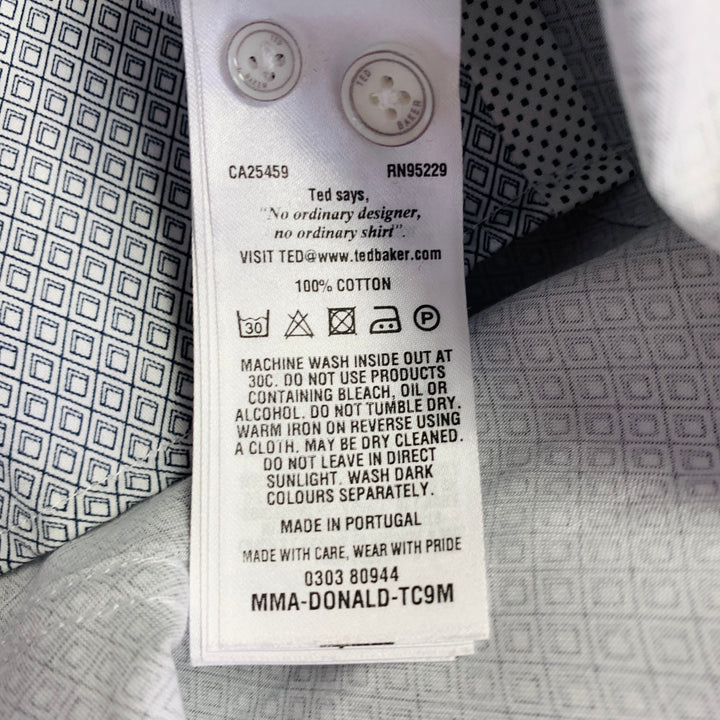 TED
BAKER
TED
BAKER
CA25459 RN95229
Ted says,
"No ordinary designer,
no ordinary shirt".
VISIT TED@www.tedbaker.com
100% COTTON
30 P
MACHINE WASH INSIDE OUT AT
30C. DO NOT USE PRODUCTS
CONTAINING BLEACH, OIL OR
ALCOHOL. DO NOT TUMBLE DRY.
WARM IRON ON REVERSE USING
A CLOTH. MAY BE DRY CLEANED.
DO NOT LEAVE IN DIRECT
SUNLIGHT. WASH DARK
COLOURS SEPARATELY.
MADE IN PORTUGAL
MADE WITH CARE, WEAR WITH PRIDE
0303 80944
MMA-DONALD-TC9M